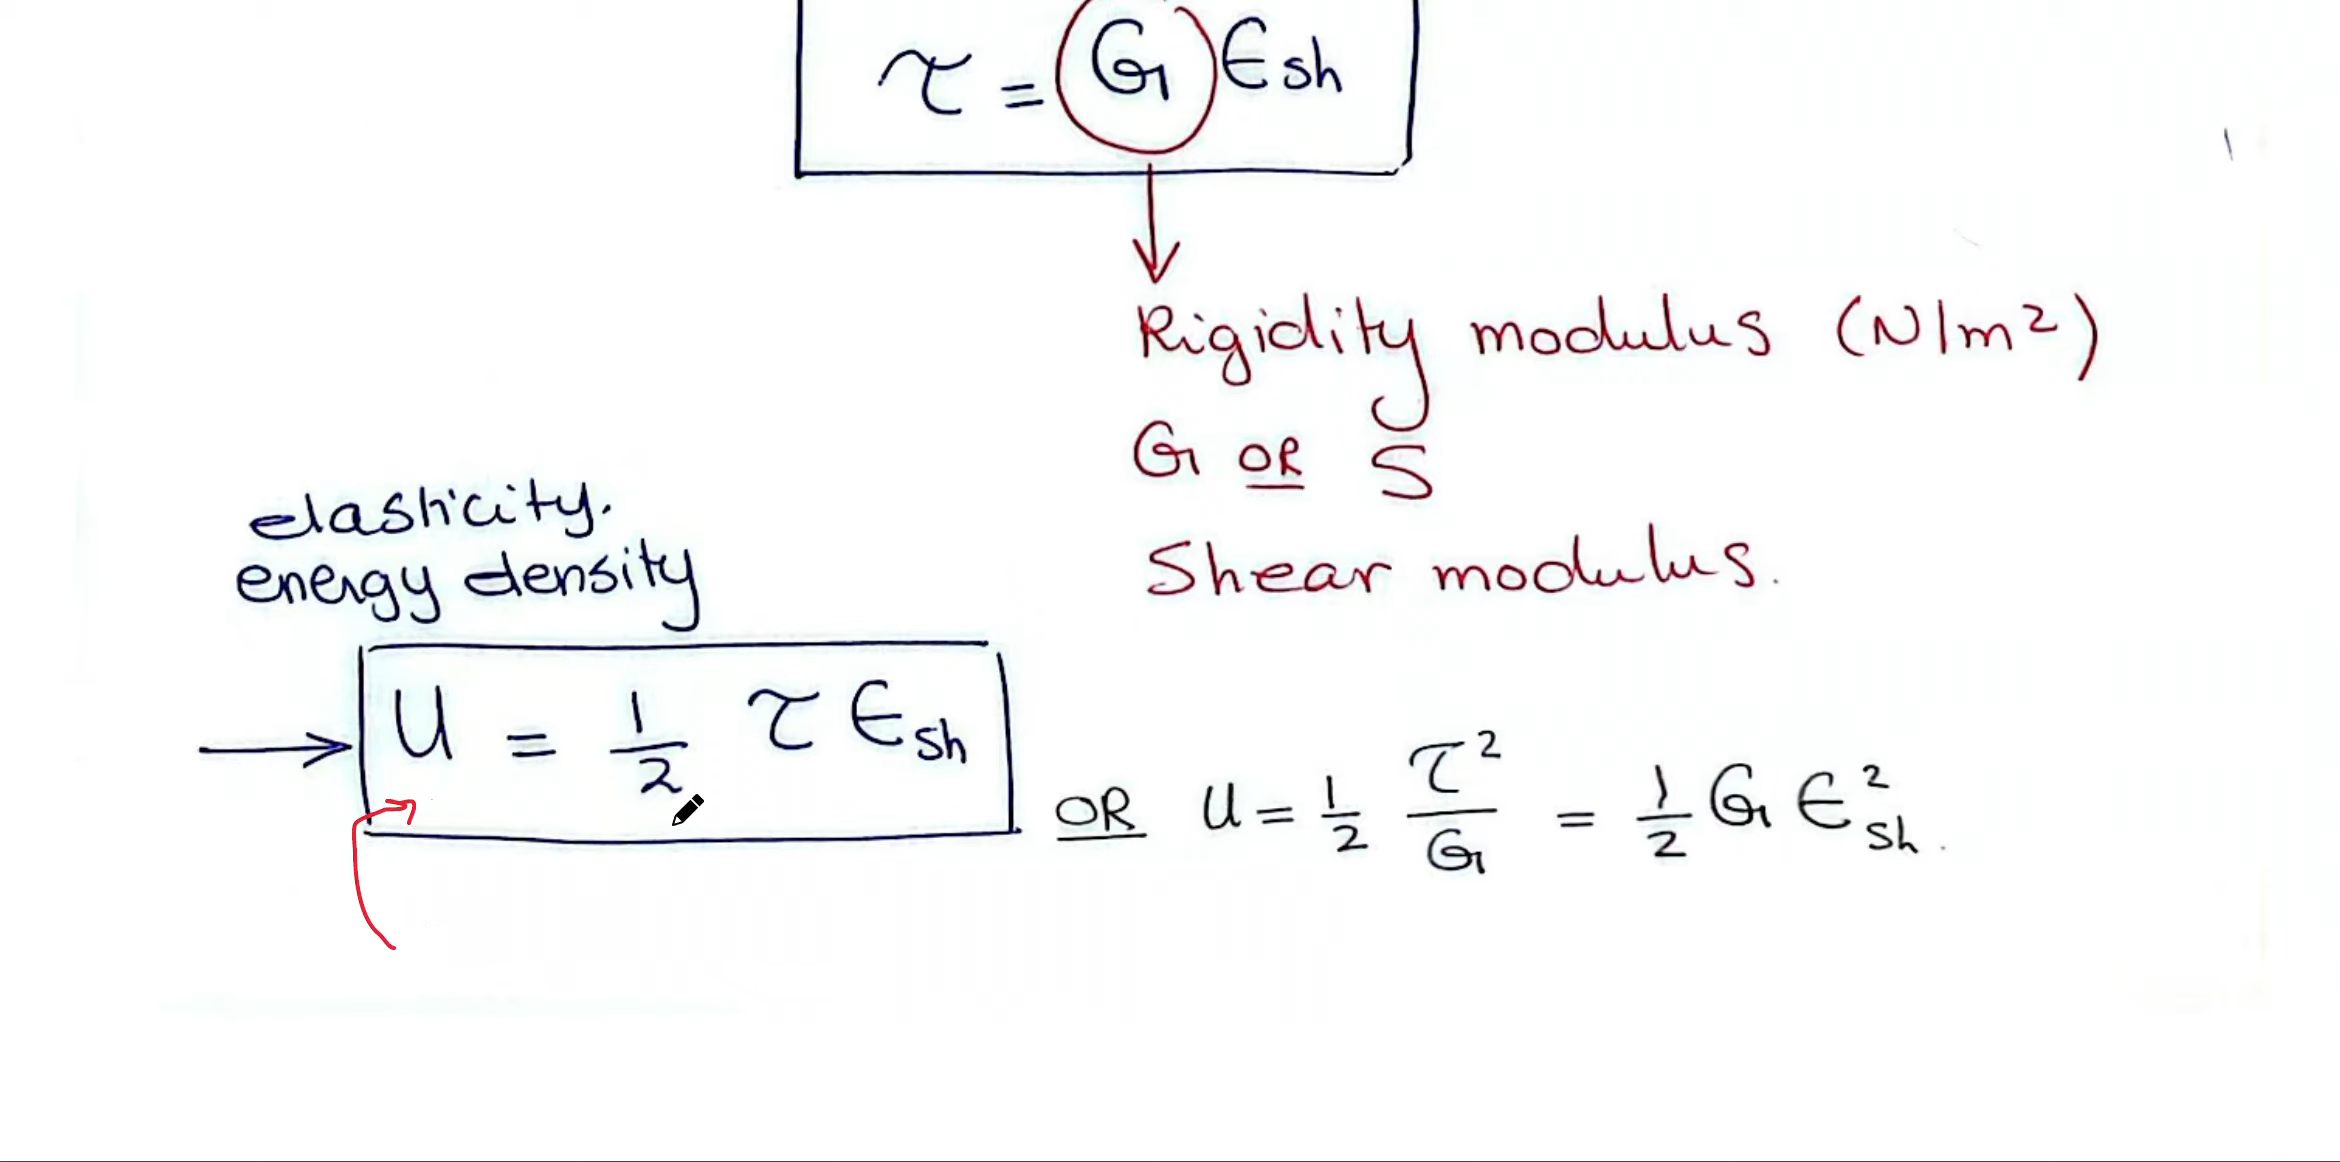 τ = G ϵsh
Rigidity modulus (N/m²)
G OR S
Shear modulus.
elasticity.
energy density
U = 1/2 τ ϵsh
OR U = 1/2 τ²/G = 1/2 G ϵ²sh.